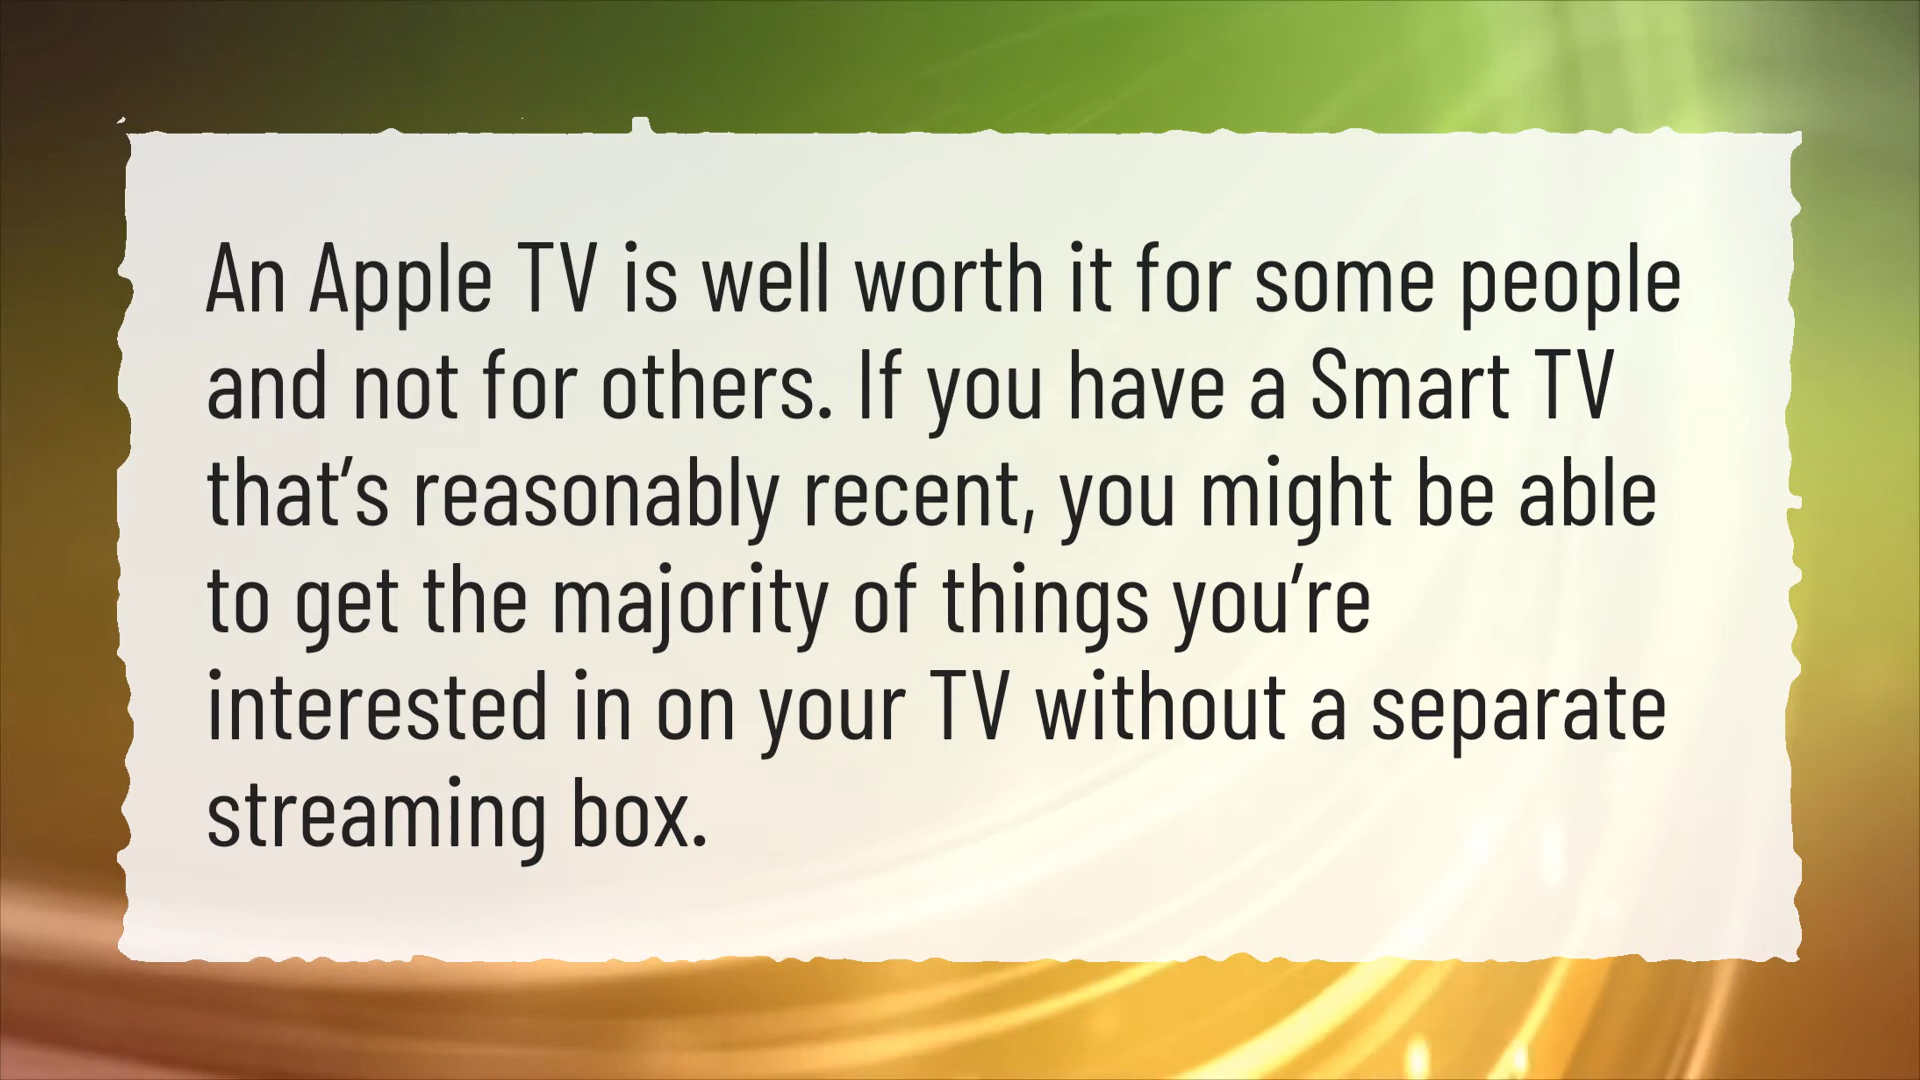 An Apple TV is well worth it for some people
and not for others. If you have a Smart TV
that’s reasonably recent, you might be able
to get the majority of things you’re
interested in on your TV without a separate
streaming box.